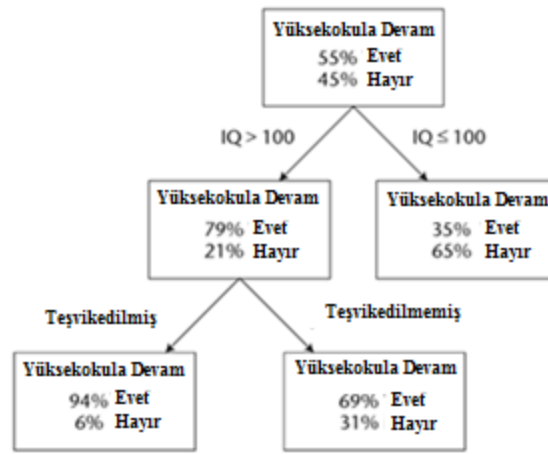 Yüksekokula Devam
55% Evet
45% Hayır
IQ > 100
IQ ≤ 100
Yüksekokula Devam
79% Evet
21% Hayır
Yüksekokula Devam
35% Evet
65% Hayır
Teşvikedilmiş
Teşvikedilmemiş
Yüksekokula Devam
94% Evet
6% Hayır
Yüksekokula Devam
69% Evet
31% Hayır